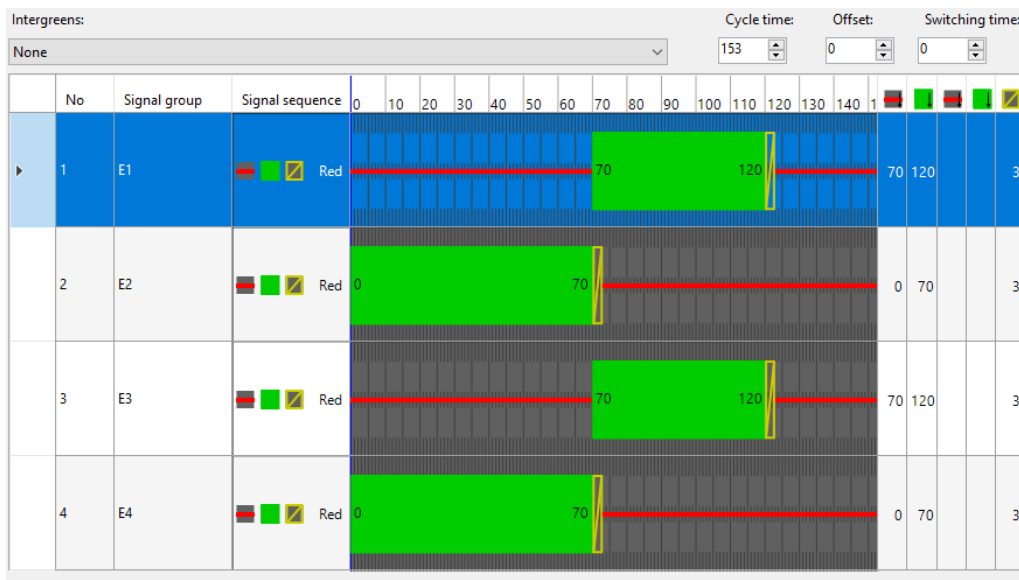 Intergreens: Cycle time: Offset: Switching time:
None 153 0 0
No Signal group Signal sequence 0 10 20 30 40 50 60 70 80 90 100 110 120 130 140 1
1 E1 Red 70 120 70 120 3
2 E2 Red 0 70 0 70 3
3 E3 Red 70 120 70 120 3
4 E4 Red 0 70 0 70 3